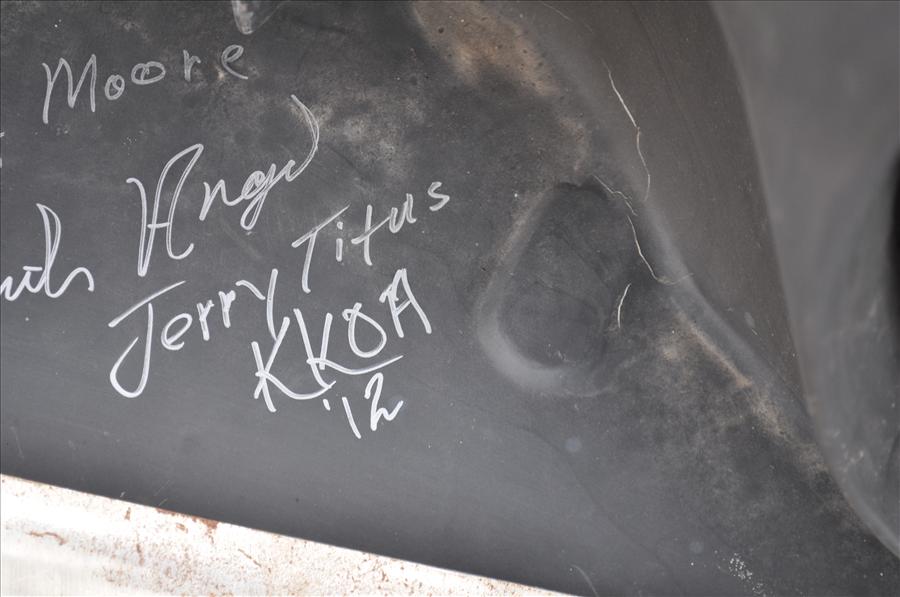 Moore
Angel
Jerry Titus
KKOA
'12